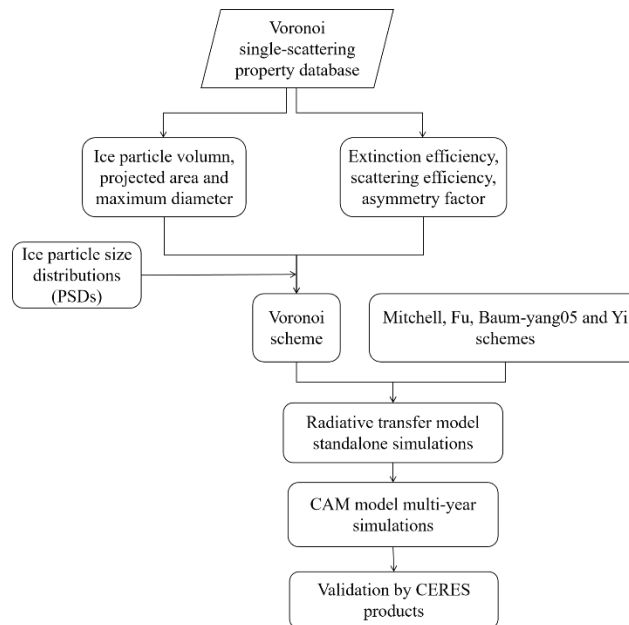 Voronoi
single-scattering
property database
Ice particle volumn,
projected area and
maximum diameter
Extinction efficiency,
scattering efficiency,
asymmetry factor
Ice particle size
distributions
(PSDs)
Voronoi
scheme
Mitchell, Fu, Baum-yang05 and Yi
schemes
Radiative transfer model
standalone simulations
CAM model multi-year
simulations
Validation by CERES
products